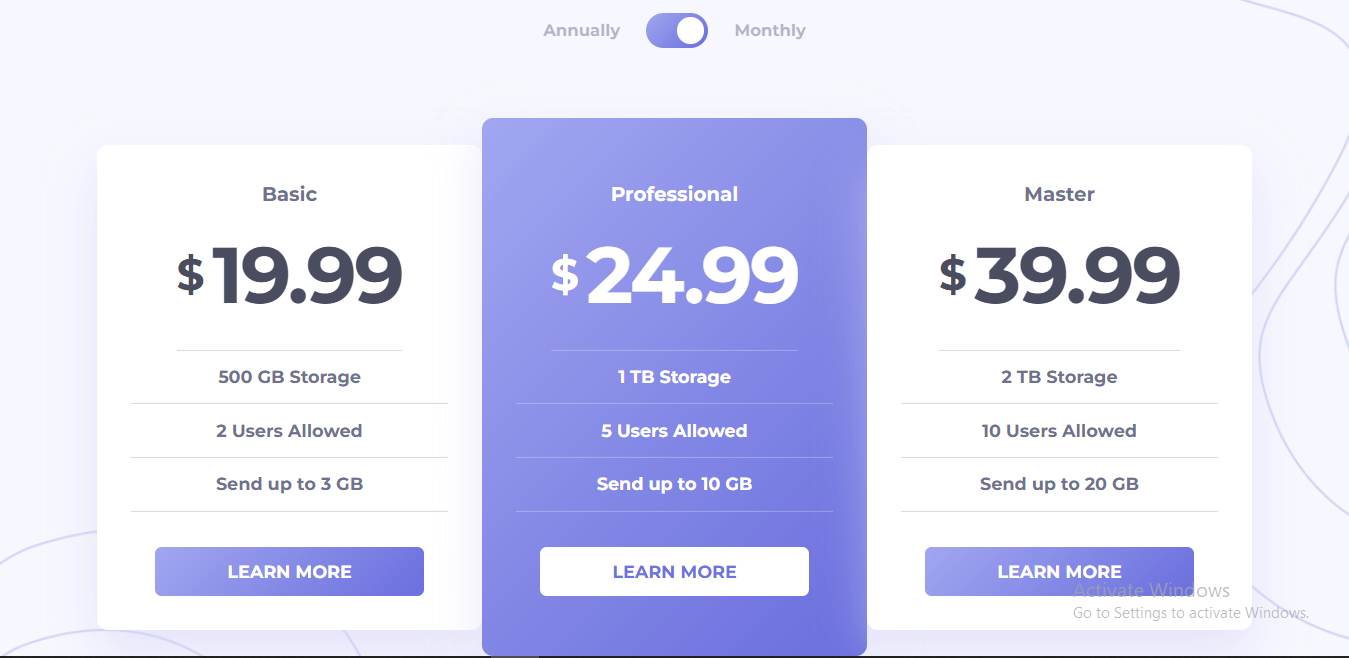 Annually Monthly
Basic
$ 19.99
500 GB Storage
2 Users Allowed
Send up to 3 GB
LEARN MORE
Professional
$ 24.99
1 TB Storage
5 Users Allowed
Send up to 10 GB
LEARN MORE
Master
$ 39.99
2 TB Storage
10 Users Allowed
Send up to 20 GB
LEARN MORE
Activate Windows
Go to Settings to activate Windows.